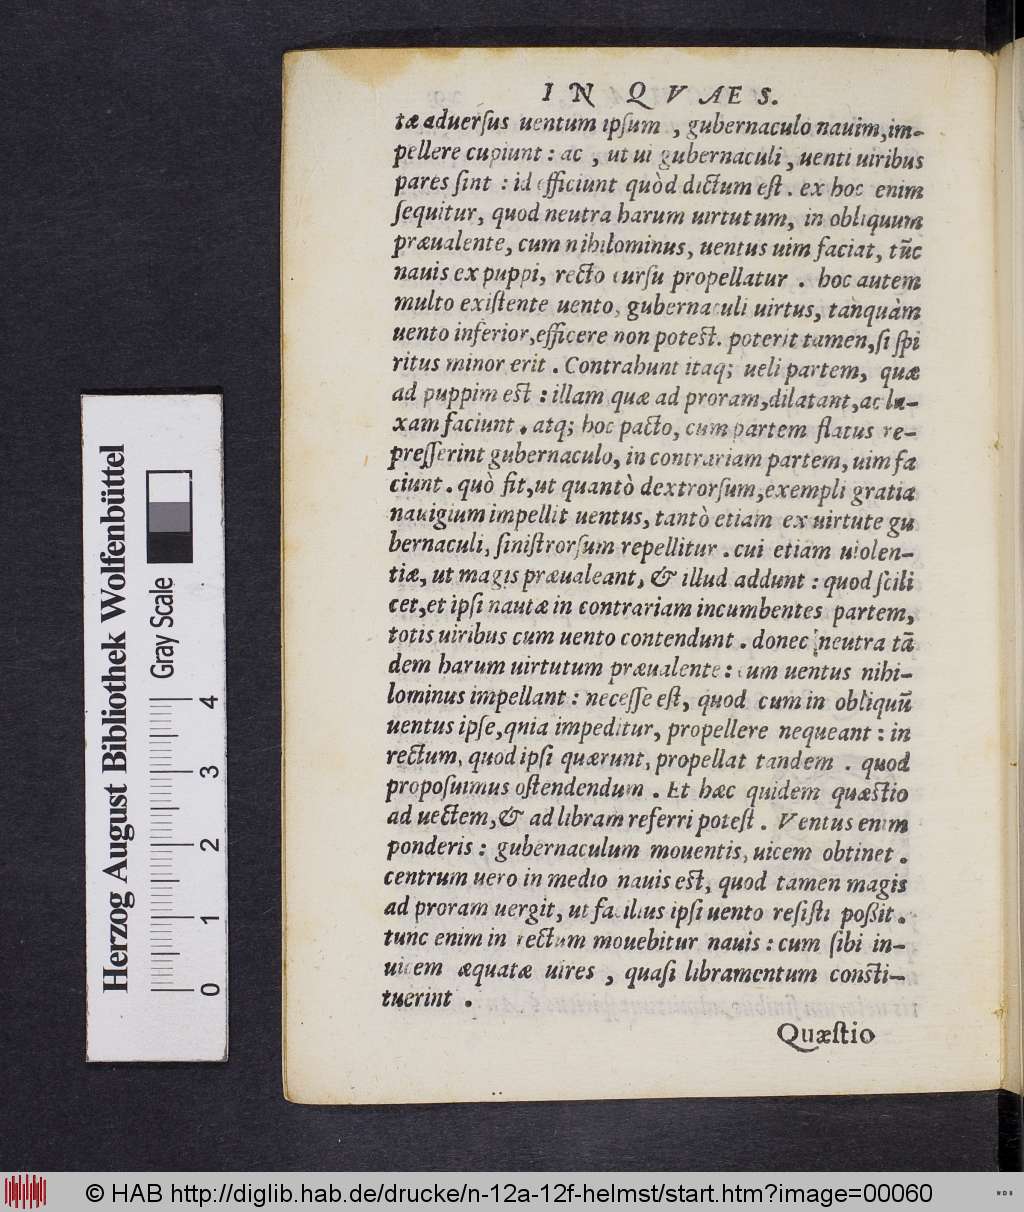 IN QVAES.
tæ aduerſus uentum ipſum , gubernaculo nauim, im-
pellere cupiunt : ac , ut ui gubernaculi , uenti uiribus
pares ſint : id efficiunt quòd dictum eſt . ex hoc enim
ſequitur, quod neutra harum uirtutum, in obliquum
præualente, cum nihilominus, uentus uim faciat, tūc
nauis ex puppi, recto curſu propellatur . hoc autem
multo exiſtente uento, gubernaculi uirtus, tanquàm
uento inferior, efficere non poteſt. poterit tamen, ſi ſpi
ritus minor erit . Contrahunt itaq; ueli partem, quæ
ad puppim eſt : illam quæ ad proram, dilatant, ac la-
xam faciunt . atq; hoc pacto, cum partem flatus re-
preſſerint gubernaculo, in contrariam partem, uim fa
ciunt . quò fit, ut quantò dextrorſum, exempli gratia
nauigium impellit uentus, tantò etiam ex uirtute gu
bernaculi, ſiniſtrorſum repellitur . cui etiam uiolen-
tiæ, ut magis præualeant, & illud addunt : quod ſcili
cet, et ipſi nautæ in contrariam incumbentes partem,
totis uiribus cum uento contendunt . donec neutra tā
dem harum uirtutum præualente : cum uentus nihi-
lominus impellant : neceſſe eſt, quod cum in obliquū
uentus ipſe, qnia impeditur, propellere nequeant : in
rectum, quod ipſi quærunt, propellat tandem . quod
propoſuimus oſtendendum . Et hæc quidem quæſtio
ad uectem, & ad libram referri poteſt . Ventus enim
ponderis : gubernaculum mouentis, uicem obtinet .
centrum uero in medio nauis eſt, quod tamen magis
ad proram uergit, ut facilius ipſi uento reſiſti poßit .
tunc enim in rectum mouebitur nauis : cum ſibi in-
uicem æquatæ uires , quaſi libramentum conſti-
tuerint .
Quæſtio
Herzog August Bibliothek Wolfenbüttel
Gray Scale
0 1 2 3 4
© HAB http://diglib.hab.de/drucke/n-12a-12f-helmst/start.htm?image=00060